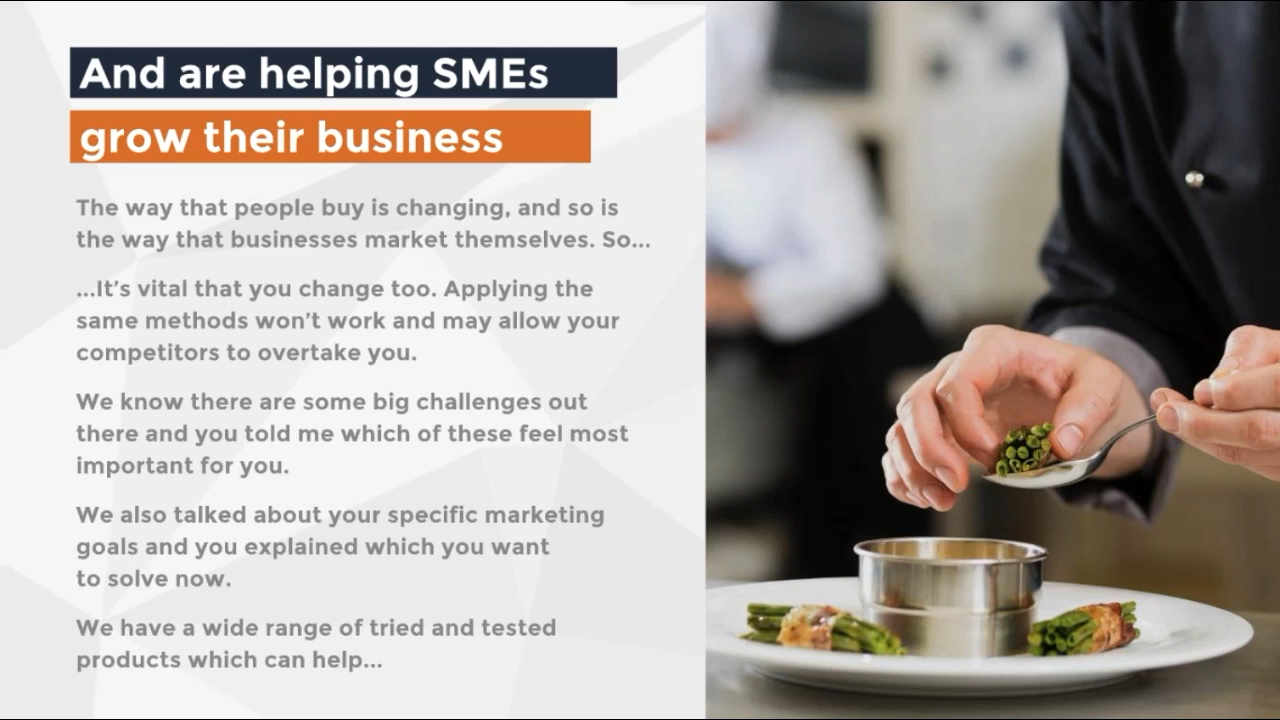 And are helping SMEs
grow their business
The way that people buy is changing, and so is
the way that businesses market themselves. So...
...It’s vital that you change too. Applying the
same methods won’t work and may allow your
competitors to overtake you.
We know there are some big challenges out
there and you told me which of these feel most
important for you.
We also talked about your specific marketing
goals and you explained which you want
to solve now.
We have a wide range of tried and tested
products which can help...